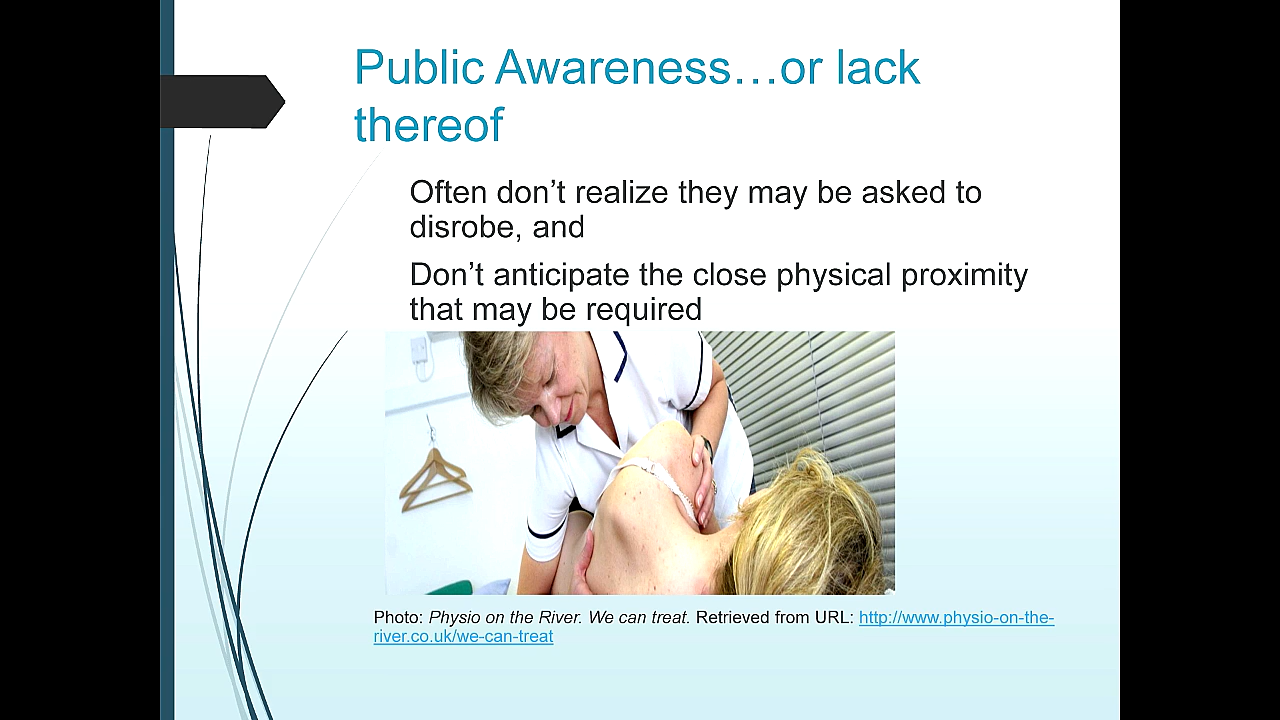 Public Awareness…or lack
thereof
Often don’t realize they may be asked to
disrobe, and
Don’t anticipate the close physical proximity
that may be required
Photo: Physio on the River. We can treat. Retrieved from URL: http://www.physio-on-the-
river.co.uk/we-can-treat